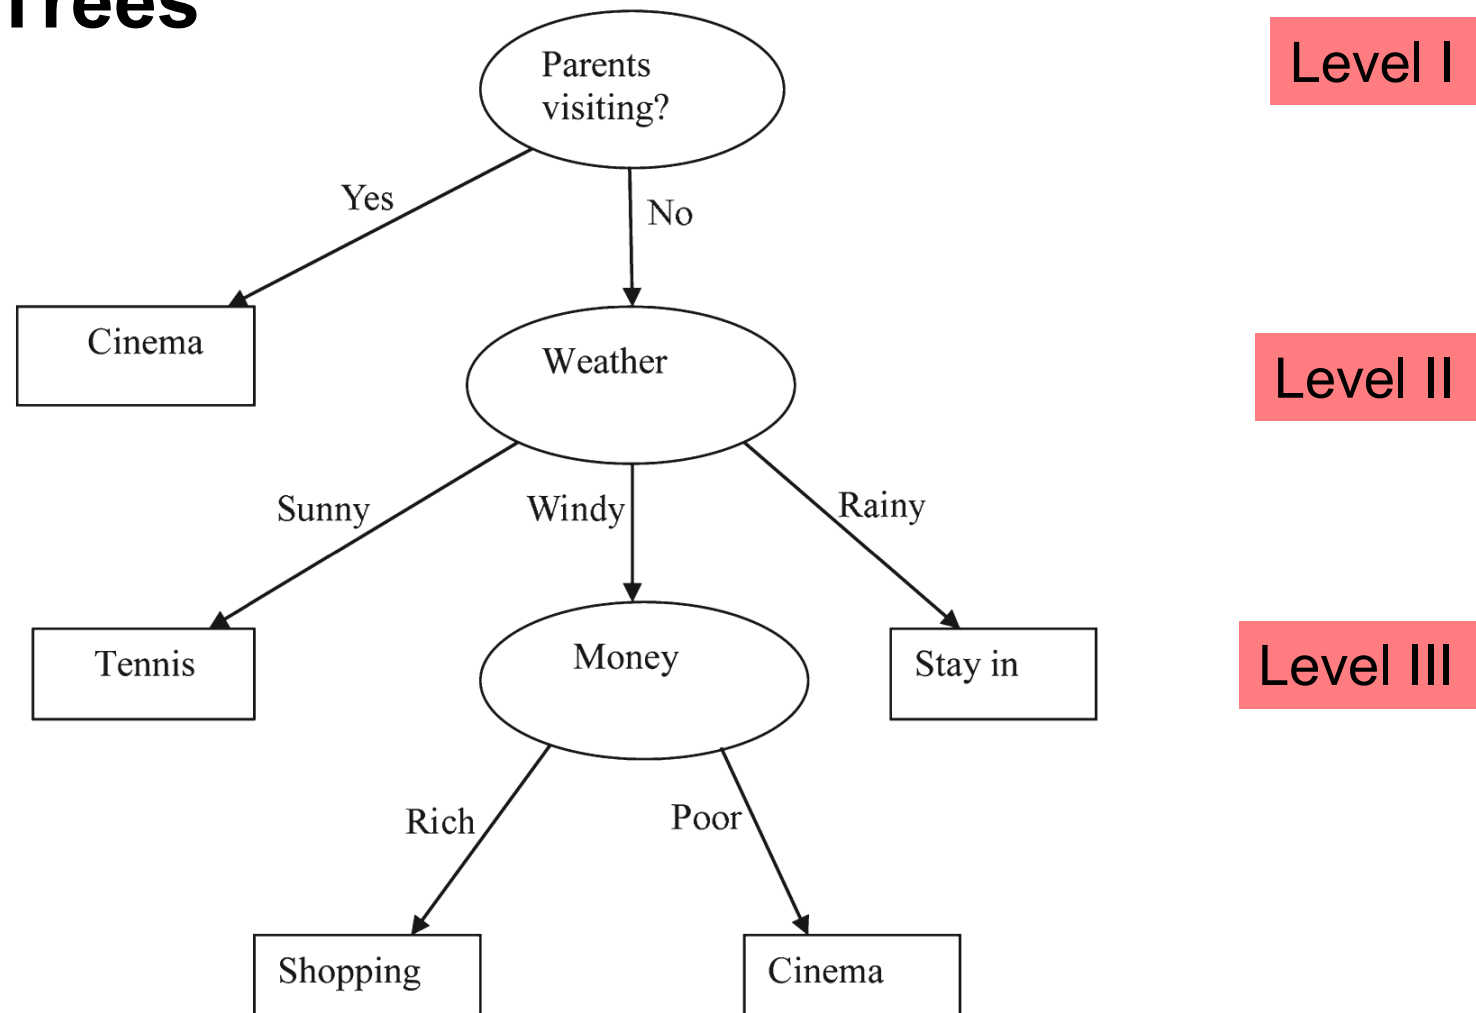 Trees
Level I
Parents
visiting?
Yes
No
Cinema
Weather
Level II
Sunny
Windy
Rainy
Tennis
Money
Stay in
Level III
Rich
Poor
Shopping
Cinema